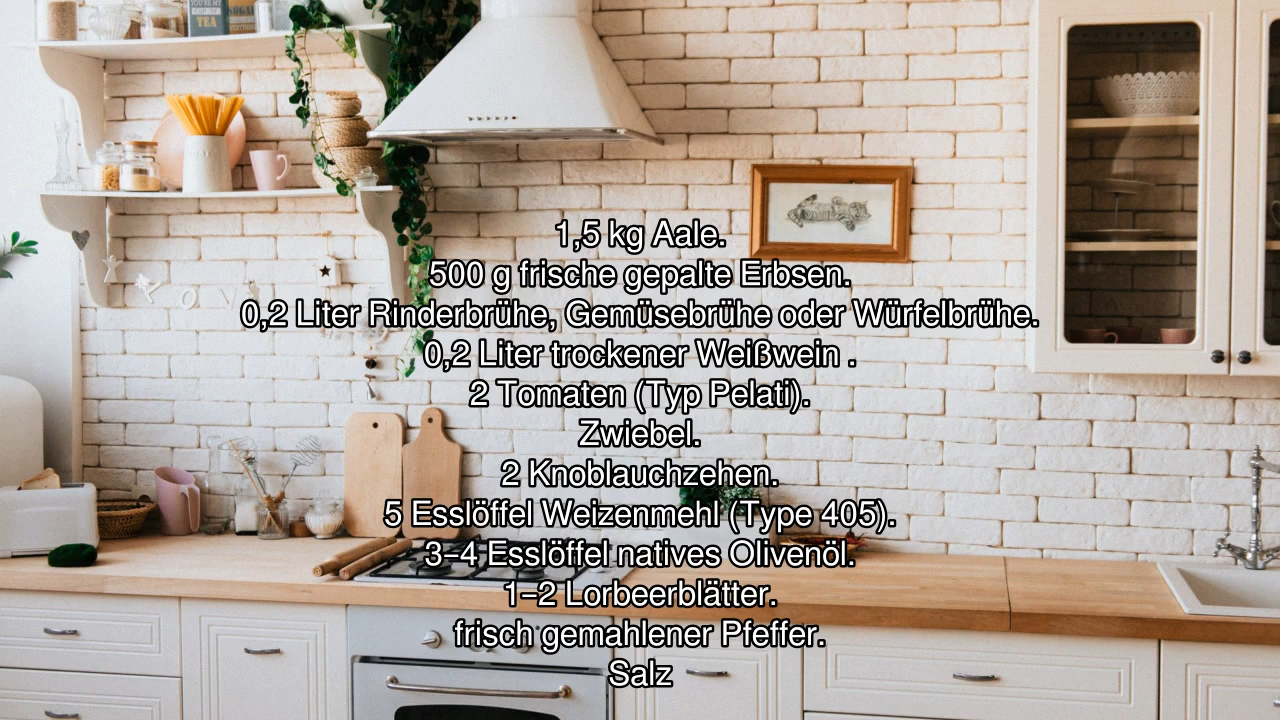 1,5 kg Aale.
500 g frische gepalte Erbsen.
0,2 Liter Rinderbrühe, Gemüsebrühe oder Würfelbrühe.
0,2 Liter trockener Weißwein .
2 Tomaten (Typ Pelati).
Zwiebel.
2 Knoblauchzehen.
5 Esslöffel Weizenmehl (Type 405).
3–4 Esslöffel natives Olivenöl.
1–2 Lorbeerblätter.
frisch gemahlener Pfeffer.
Salz